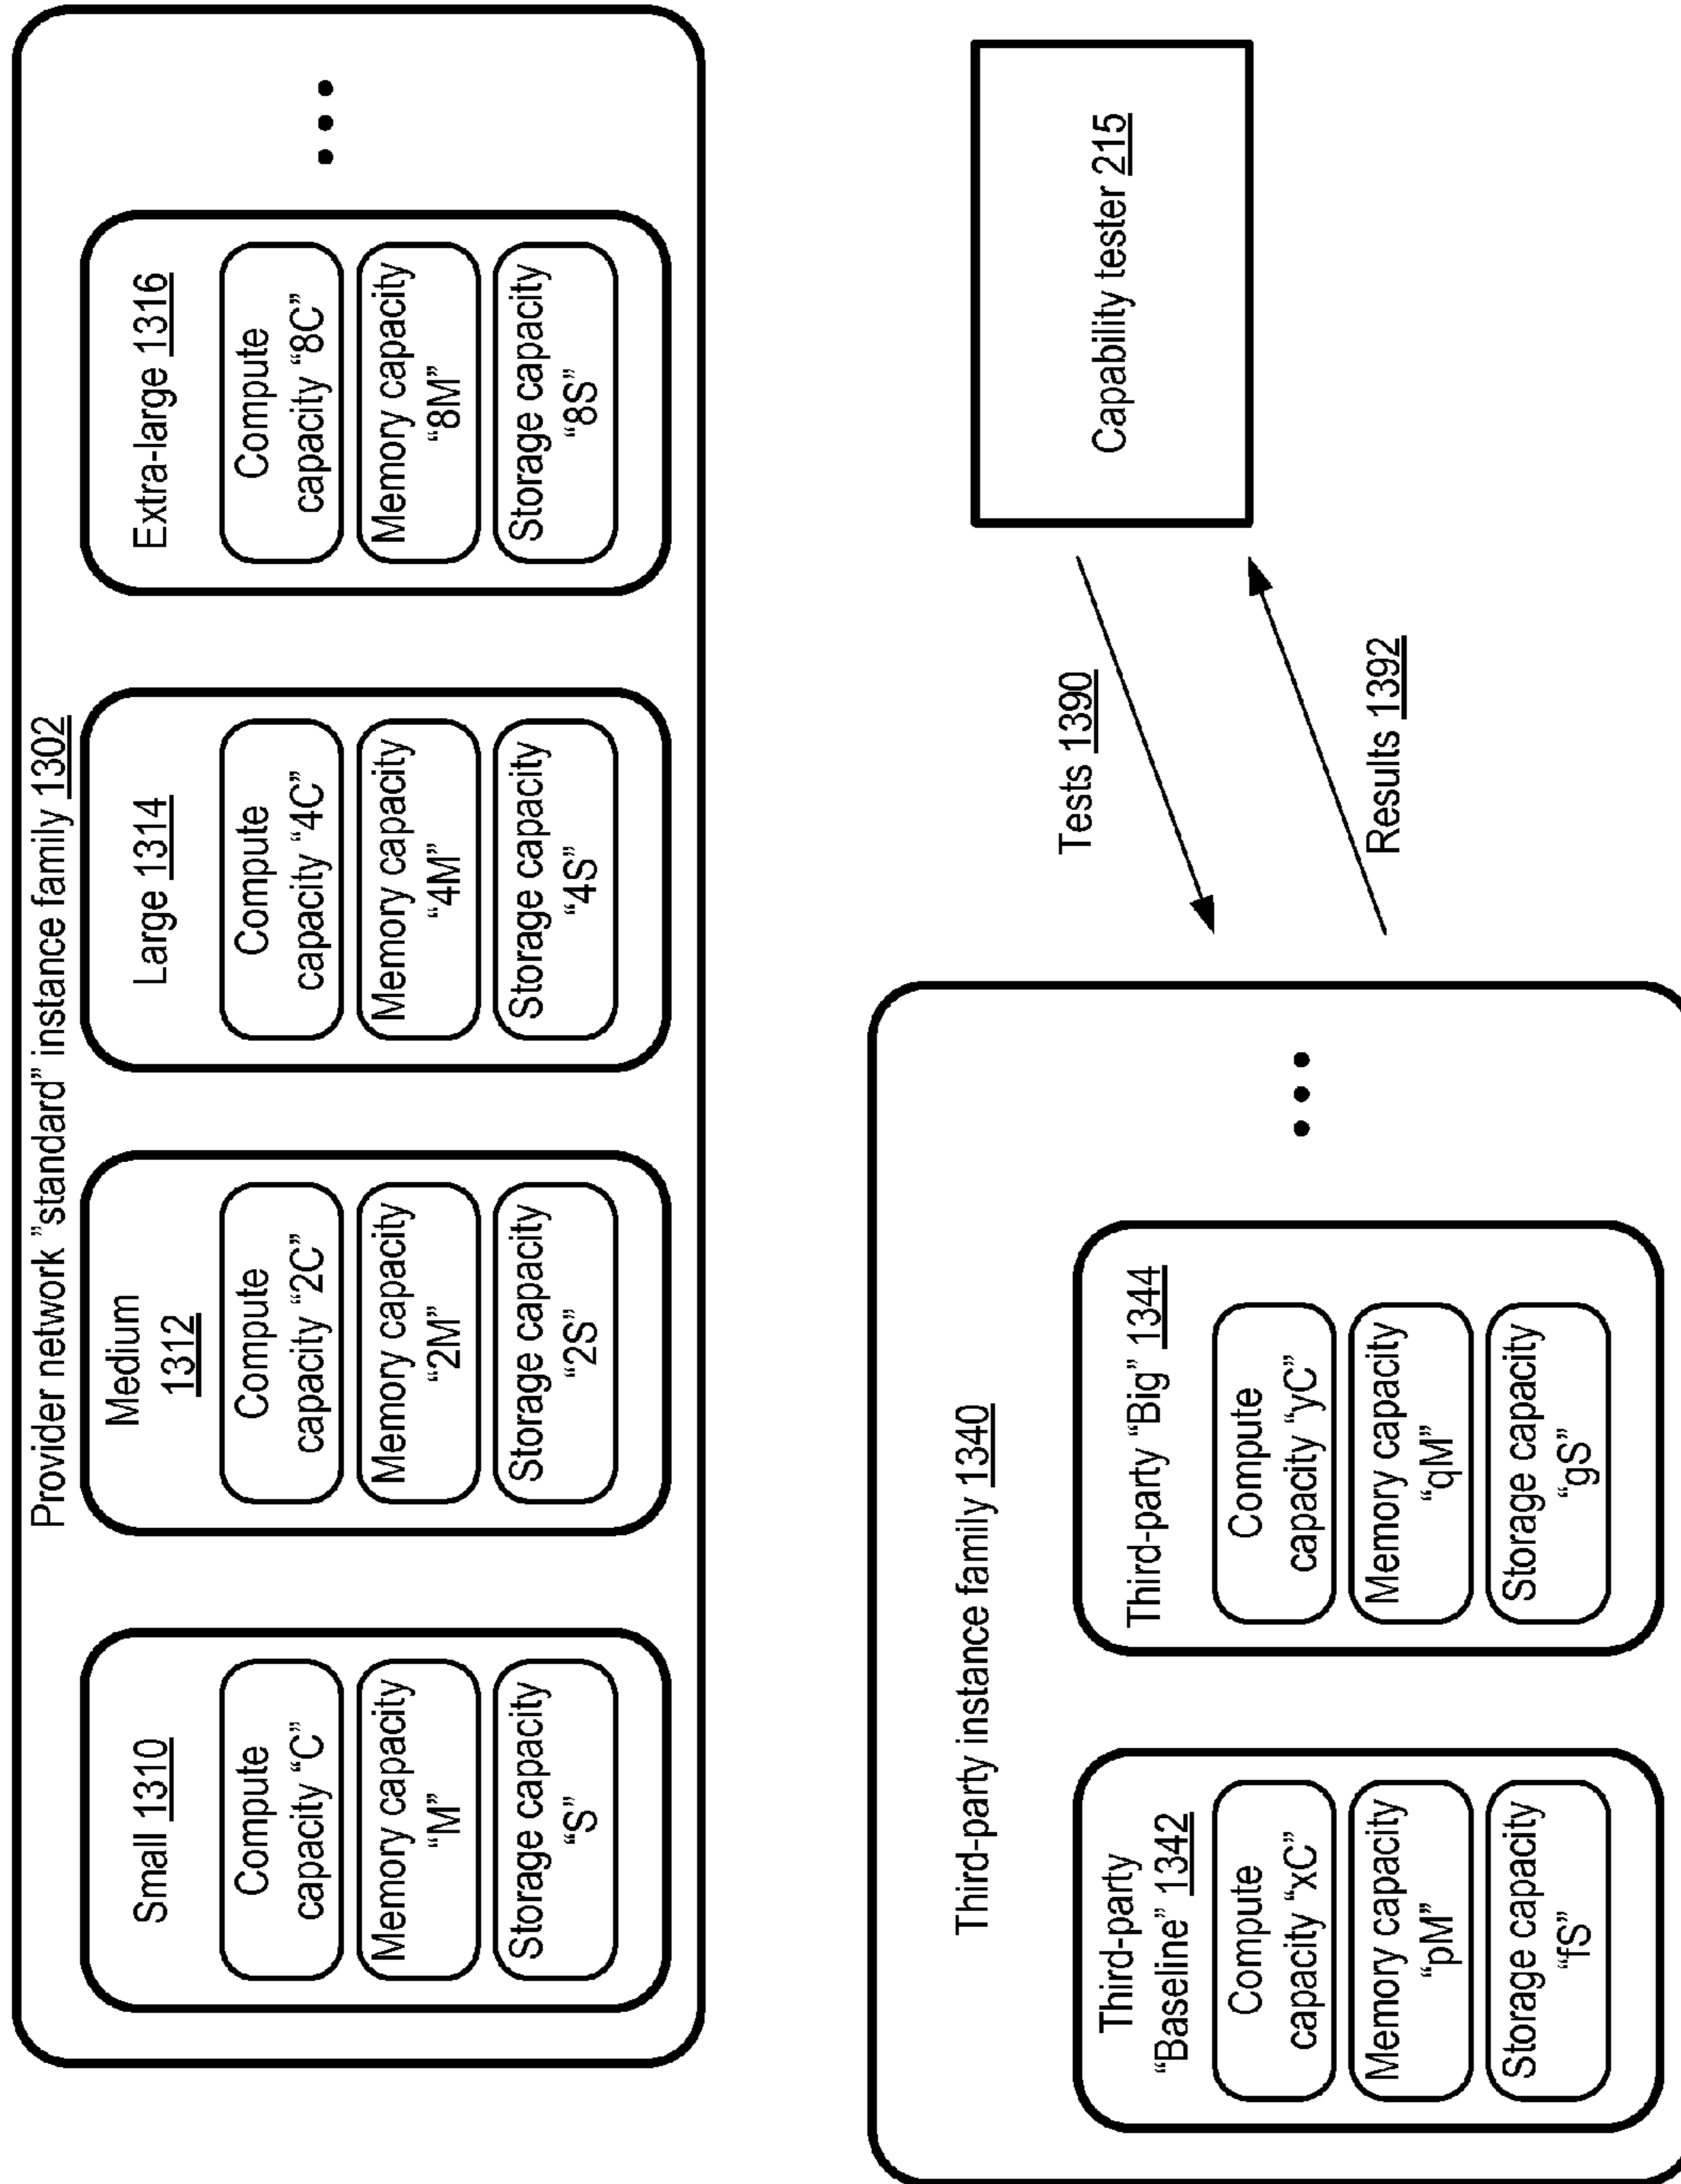 Provider network ”standard” instance family 1302
Small 1310
Compute
capacity “C”
Memory capacity
“M”
Storage capacity
“S”
Medium
1312
Compute
capacity “2C”
Memory capacity
“2M”
Storage capacity
“2S”
Large 1314
Compute
capacity “4C”
Memory capacity
“4M”
Storage capacity
“4S”
Extra-large 1316
Compute
capacity “8C”
Memory capacity
“8M”
Storage capacity
“8S”
Third-party instance family 1340
Third-party
“Baseline” 1342
Compute
capacity “xC”
Memory capacity
“pM”
Storage capacity
“fS”
Third-party “Big” 1344
Compute
capacity “yC”
Memory capacity
“qM”
Storage capacity
“gS”
Tests 1390
Results 1392
Capability tester 215